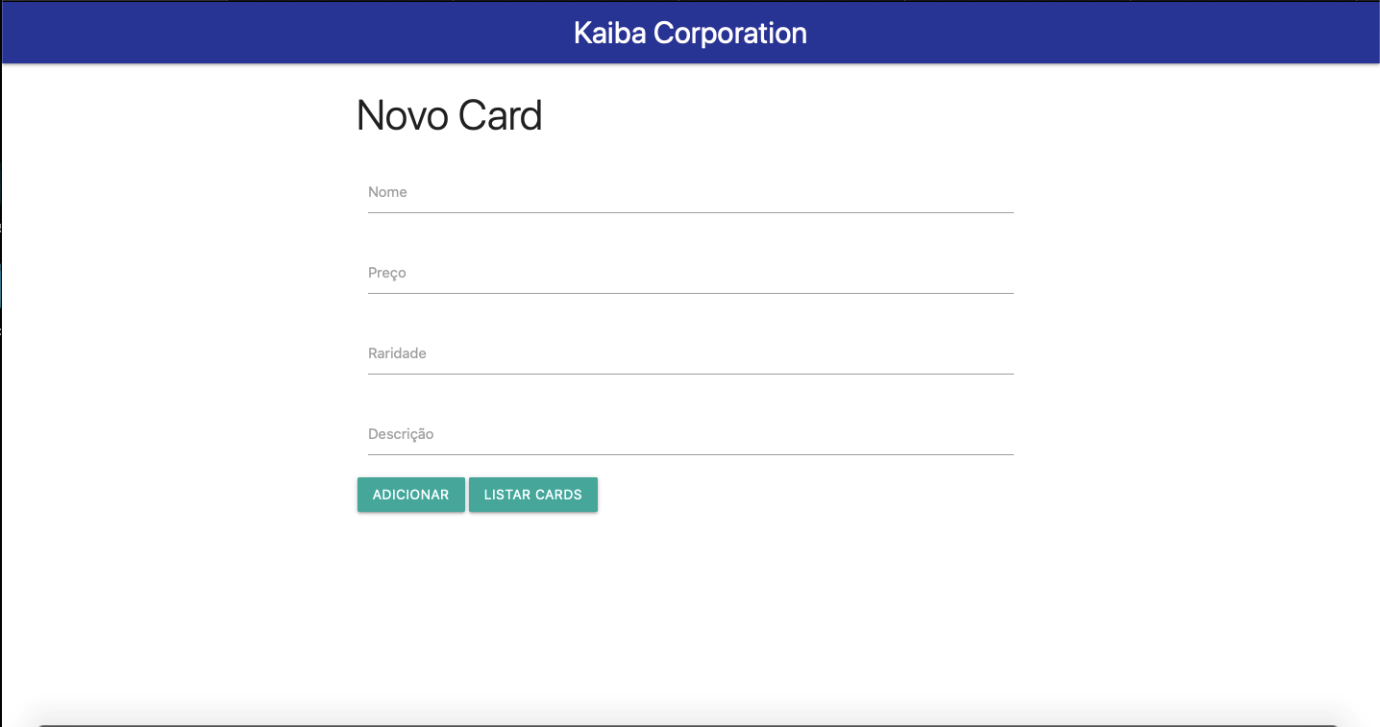 Kaiba Corporation
Novo Card
Nome
Preço
Raridade
Descrição
ADICIONAR LISTAR CARDS